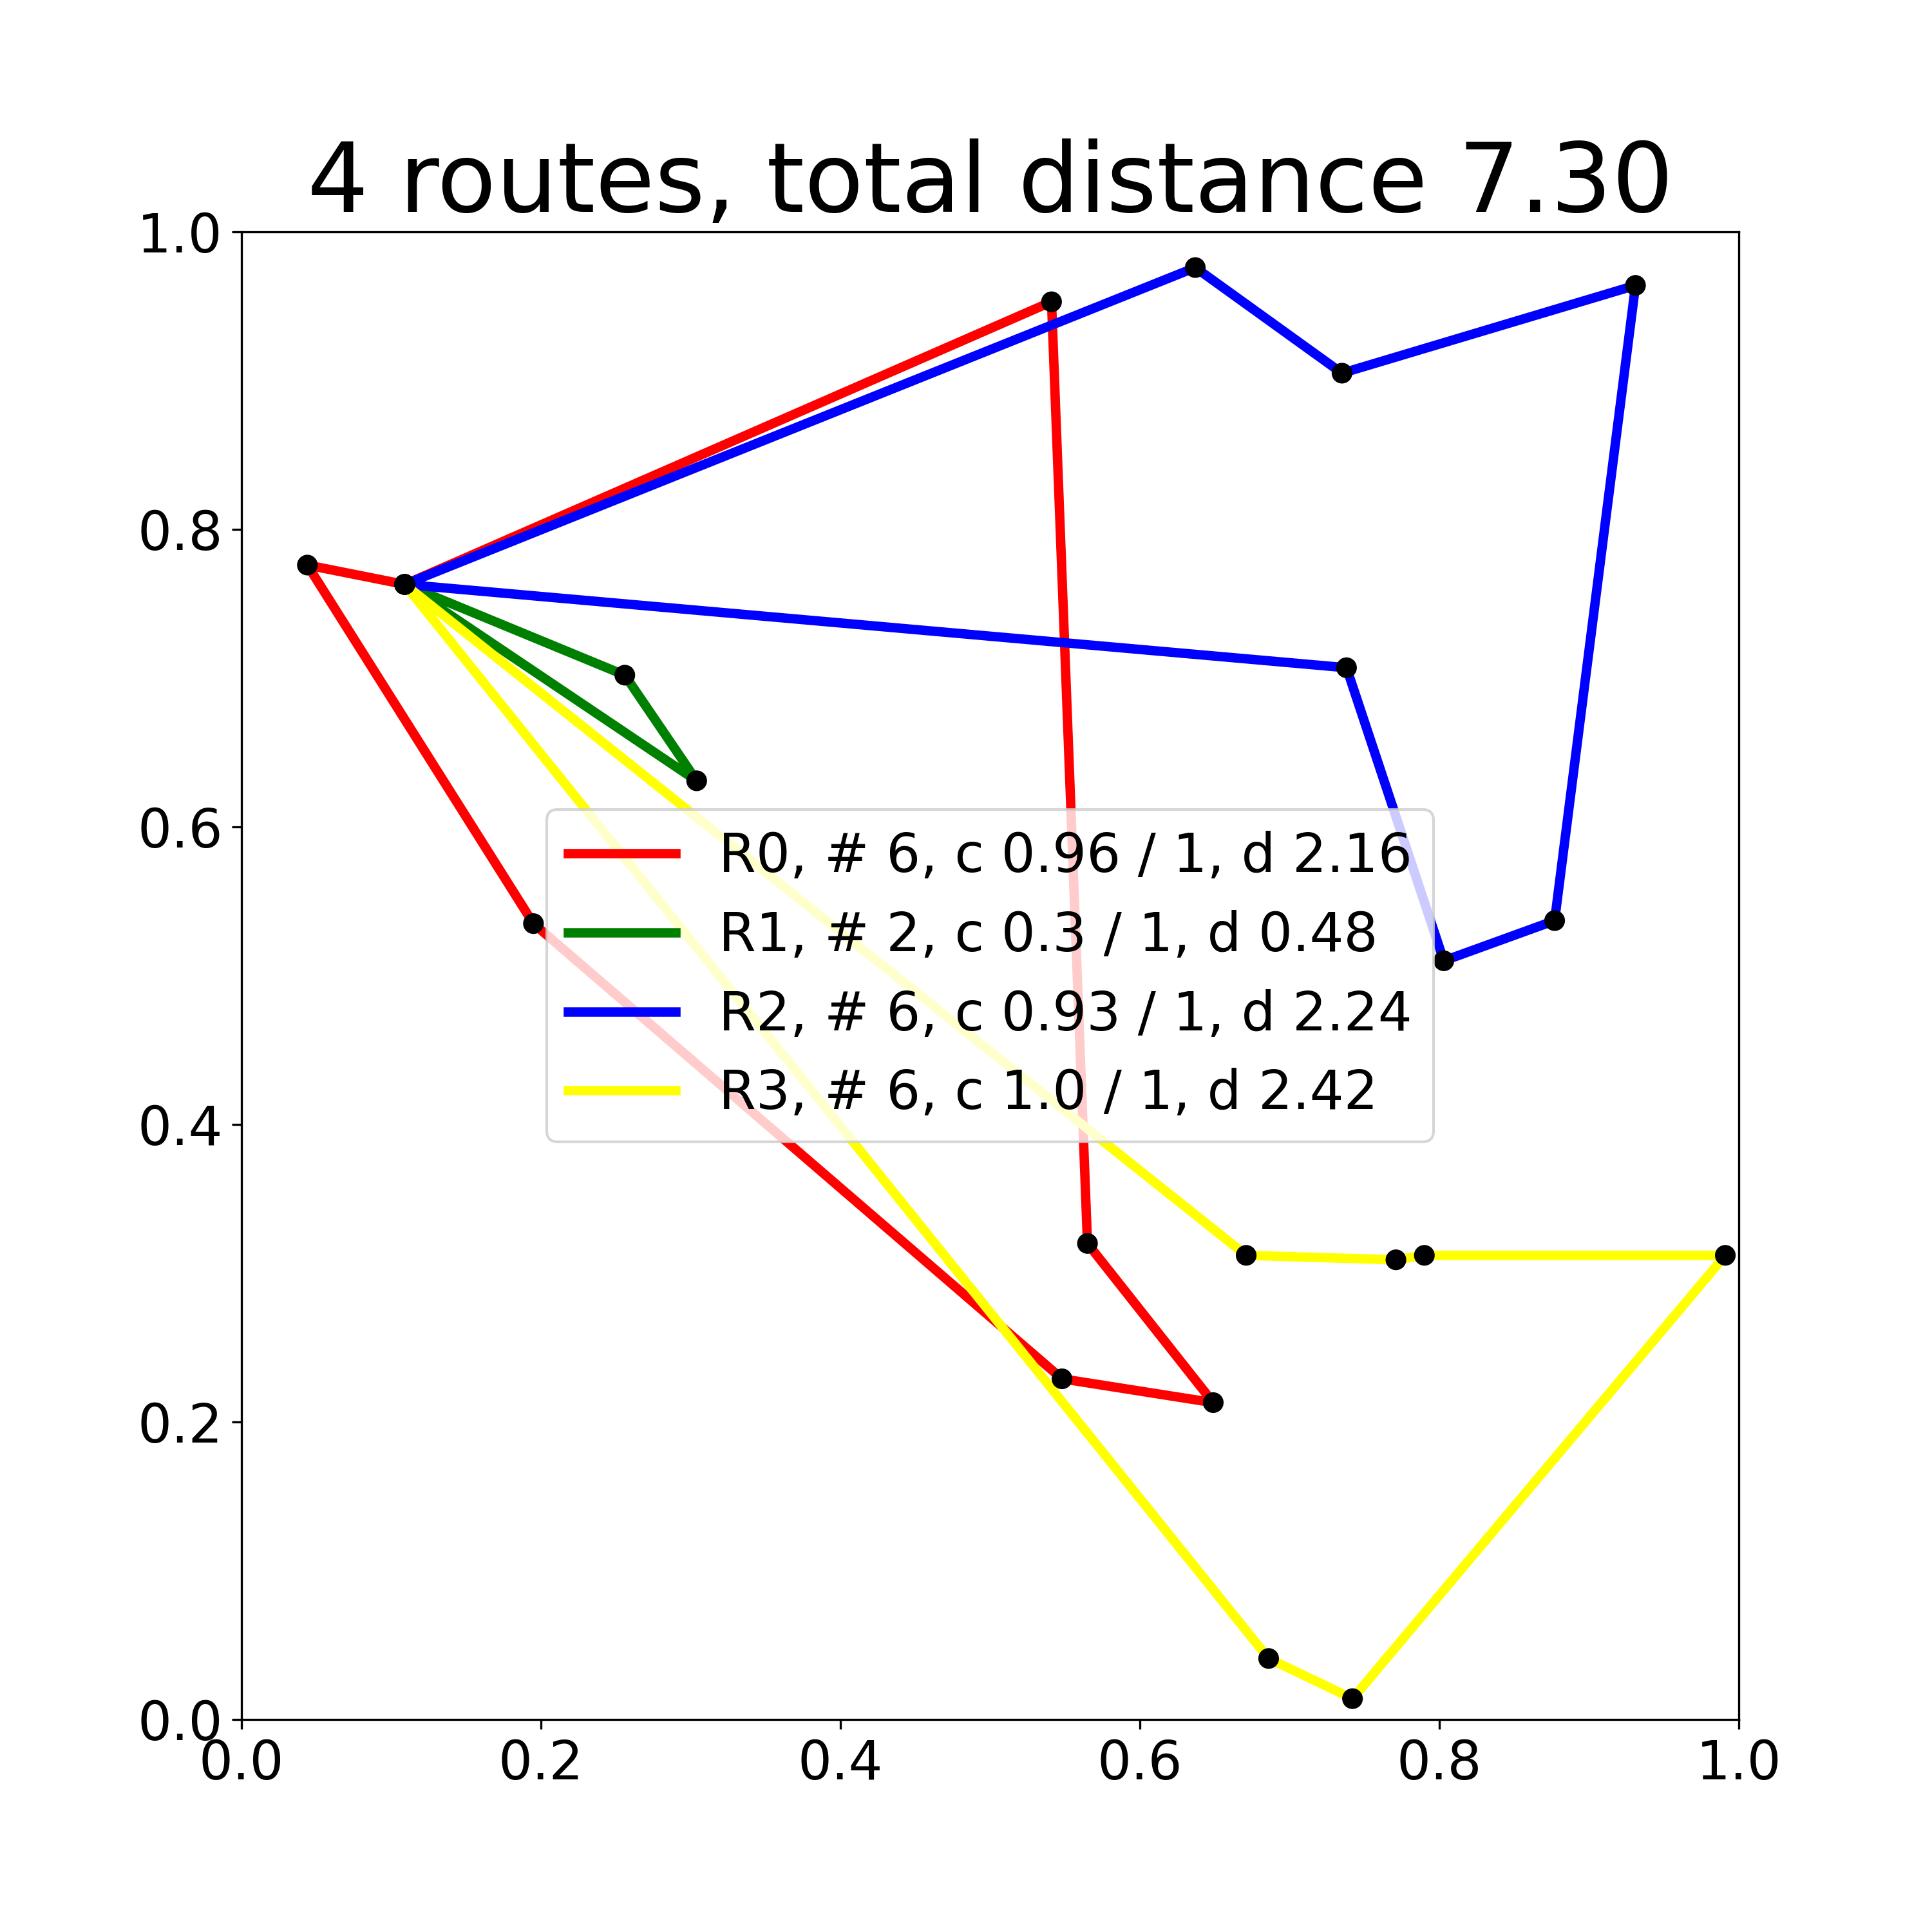 4 routes, total distance 7.30
1.0
0.8
0.6
0.4
0.2
0.0
R0, # 6, c 0.96 / 1, d 2.16
R1, # 2, c 0.3 / 1, d 0.48
R2, # 6, c 0.93 / 1, d 2.24
R3, # 6, c 1.0 / 1, d 2.42
0.0 0.2 0.4 0.6 0.8 1.0